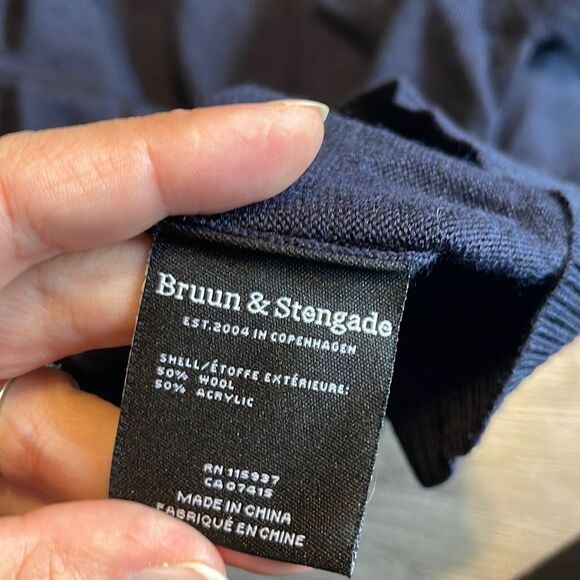 Bruun & Stengade
EST. 2004 IN COPENHAGEN
SHELL/ÉTOFFE EXTÉRIEURE:
50% WOOL
50% ACRYLIC
RN 115937
CA 07415
MADE IN CHINA
FABRIQUÉ EN CHINE